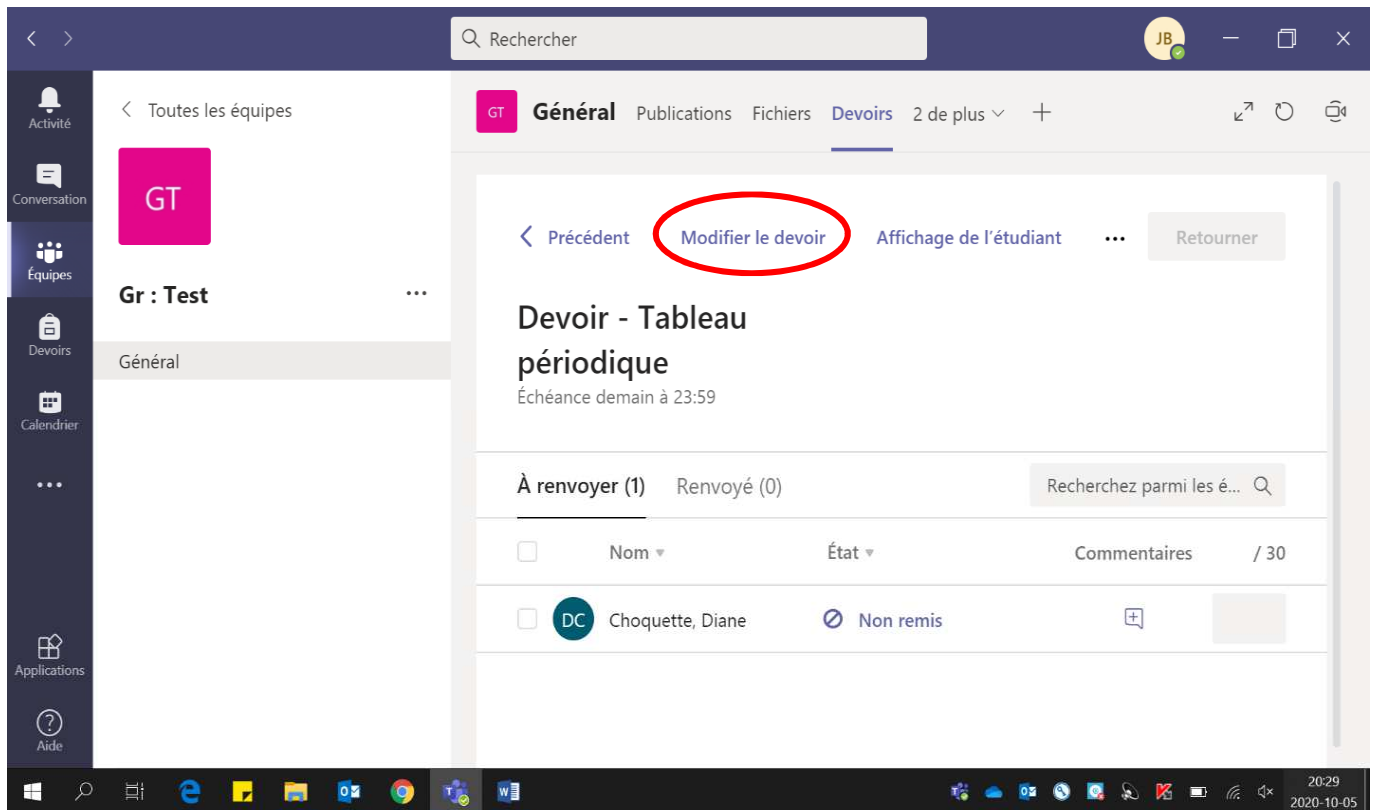 Rechercher
JB
Activité
Conversation
Équipes
Devoirs
Calendrier
Applications
Aide
Toutes les équipes
GT
Gr : Test
Général
GT Général Publications Fichiers Devoirs 2 de plus
Précédent Modifier le devoir Affichage de l'étudiant ... Retourner
Devoir - Tableau
périodique
Échéance demain à 23:59
À renvoyer (1) Renvoyé (0) Recherchez parmi les é...
Nom État Commentaires / 30
DC Choquette, Diane Non remis
20:29
2020-10-05